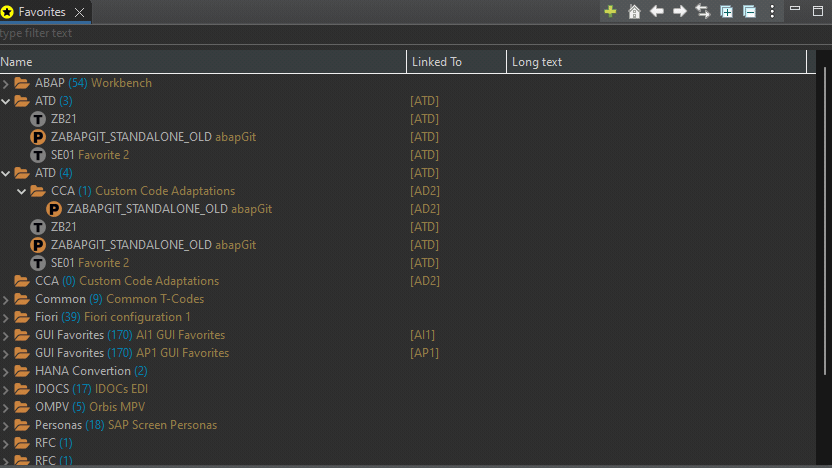 Favorites
type filter text
Name Linked To Long text
ABAP (54) Workbench
ATD (3) [ATD]
T ZB21 [ATD]
P ZABAPGIT_STANDALONE_OLD abapGit [ATD]
T SE01 Favorite 2 [ATD]
ATD (4) [ATD]
CCA (1) Custom Code Adaptations [AD2]
P ZABAPGIT_STANDALONE_OLD abapGit [AD2]
T ZB21 [ATD]
P ZABAPGIT_STANDALONE_OLD abapGit [ATD]
T SE01 Favorite 2 [ATD]
CCA (0) Custom Code Adaptations [AD2]
Common (9) Common T-Codes
Fiori (39) Fiori configuration 1
GUI Favorites (170) AI1 GUI Favorites [AI1]
GUI Favorites (170) AP1 GUI Favorites [AP1]
HANA Convertion (2)
IDOCS (17) IDOCs EDI
OMPV (5) Orbis MPV
Personas (18) SAP Screen Personas
RFC (1)
RFC (1)